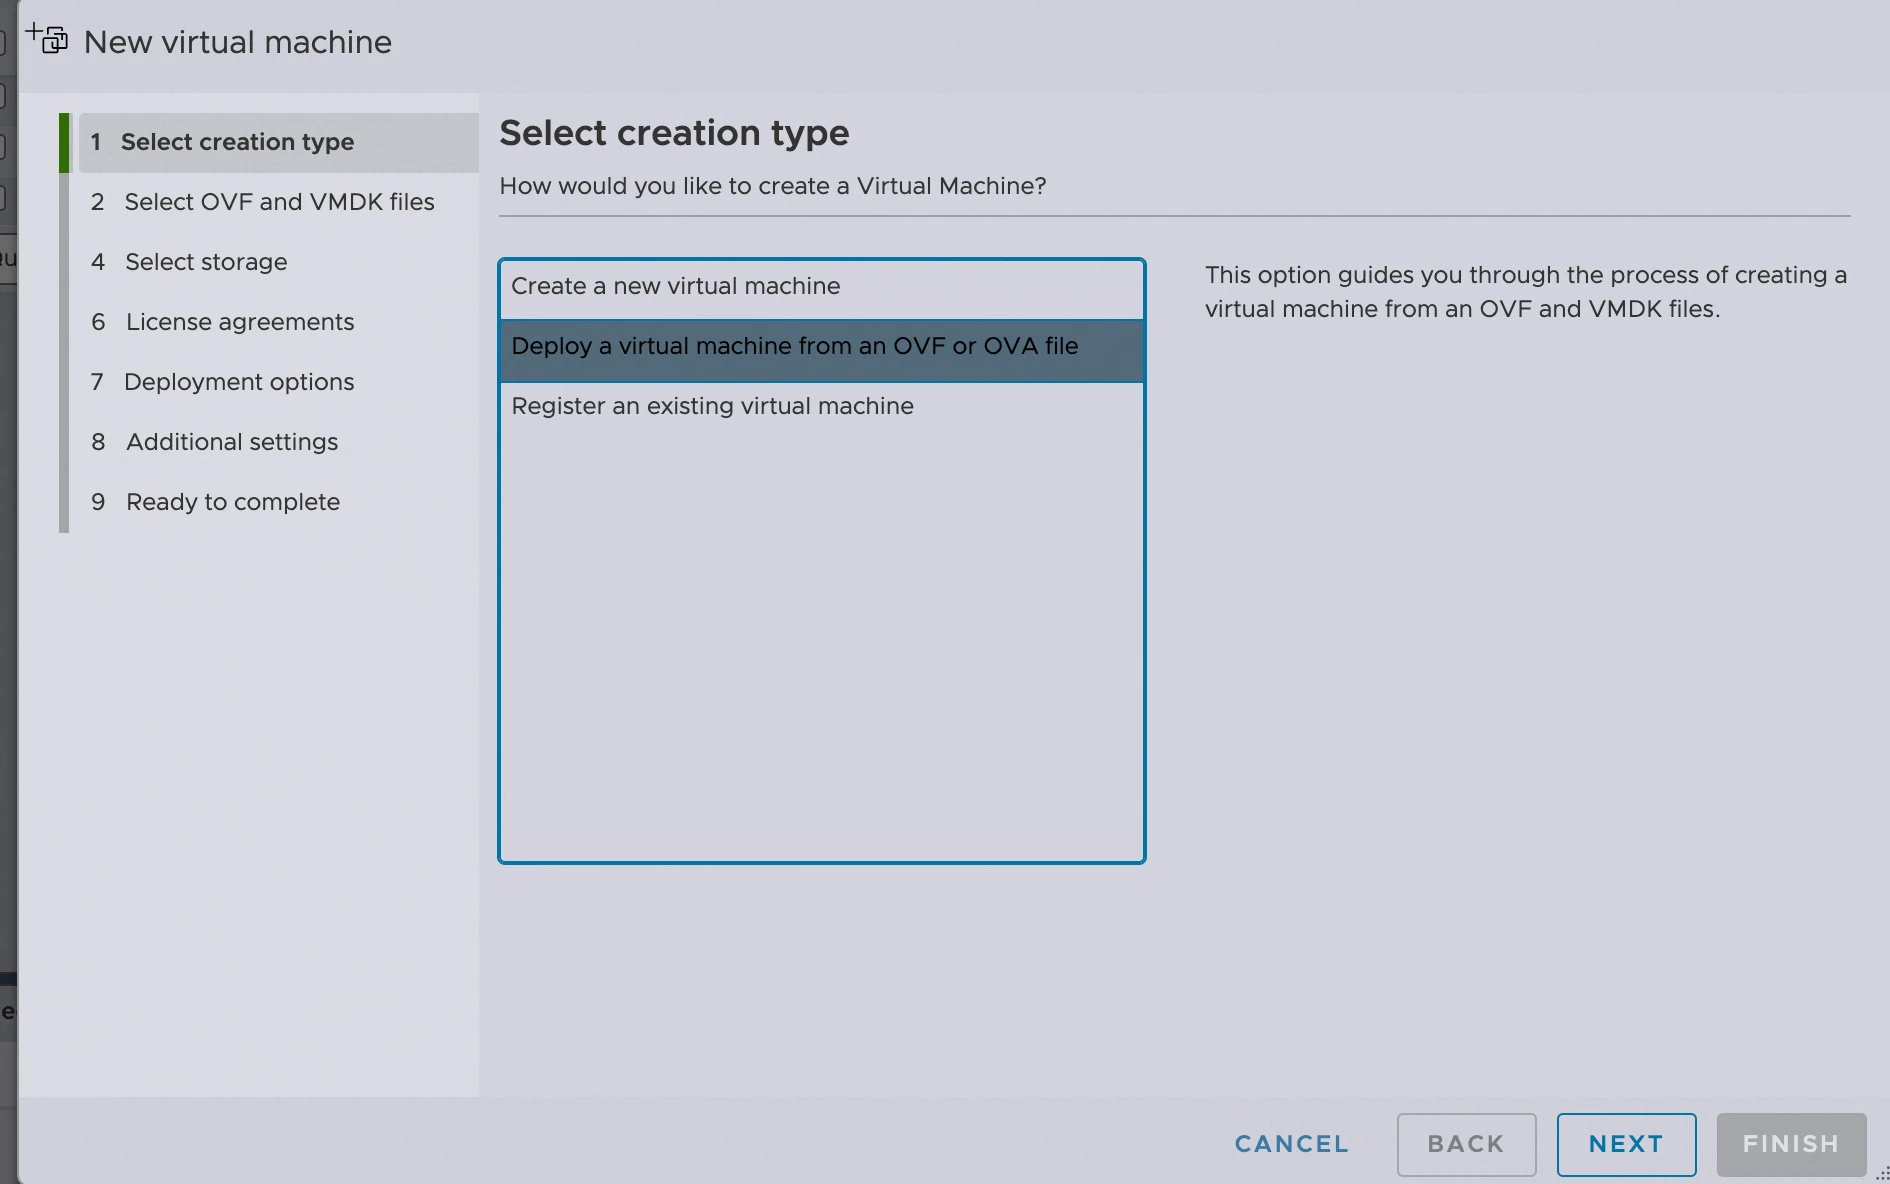 New virtual machine
1 Select creation type
2 Select OVF and VMDK files
4 Select storage
6 License agreements
7 Deployment options
8 Additional settings
9 Ready to complete
Select creation type
How would you like to create a Virtual Machine?
Create a new virtual machine
Deploy a virtual machine from an OVF or OVA file
Register an existing virtual machine
This option guides you through the process of creating a
virtual machine from an OVF and VMDK files.
CANCEL
BACK
NEXT
FINISH